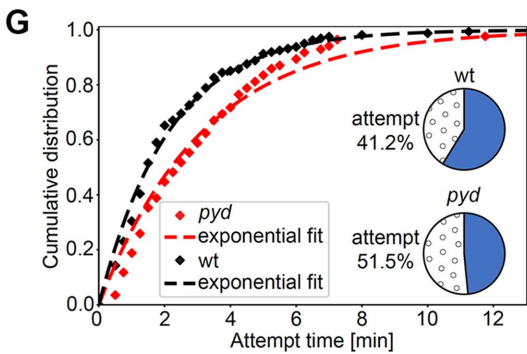 G
Cumulative distribution
1.0
0.8
0.6
0.4
0.2
0.0
0 2 4 6 8 10 12
Attempt time [min]
pyd
exponential fit
wt
exponential fit
wt
attempt
41.2%
pyd
attempt
51.5%